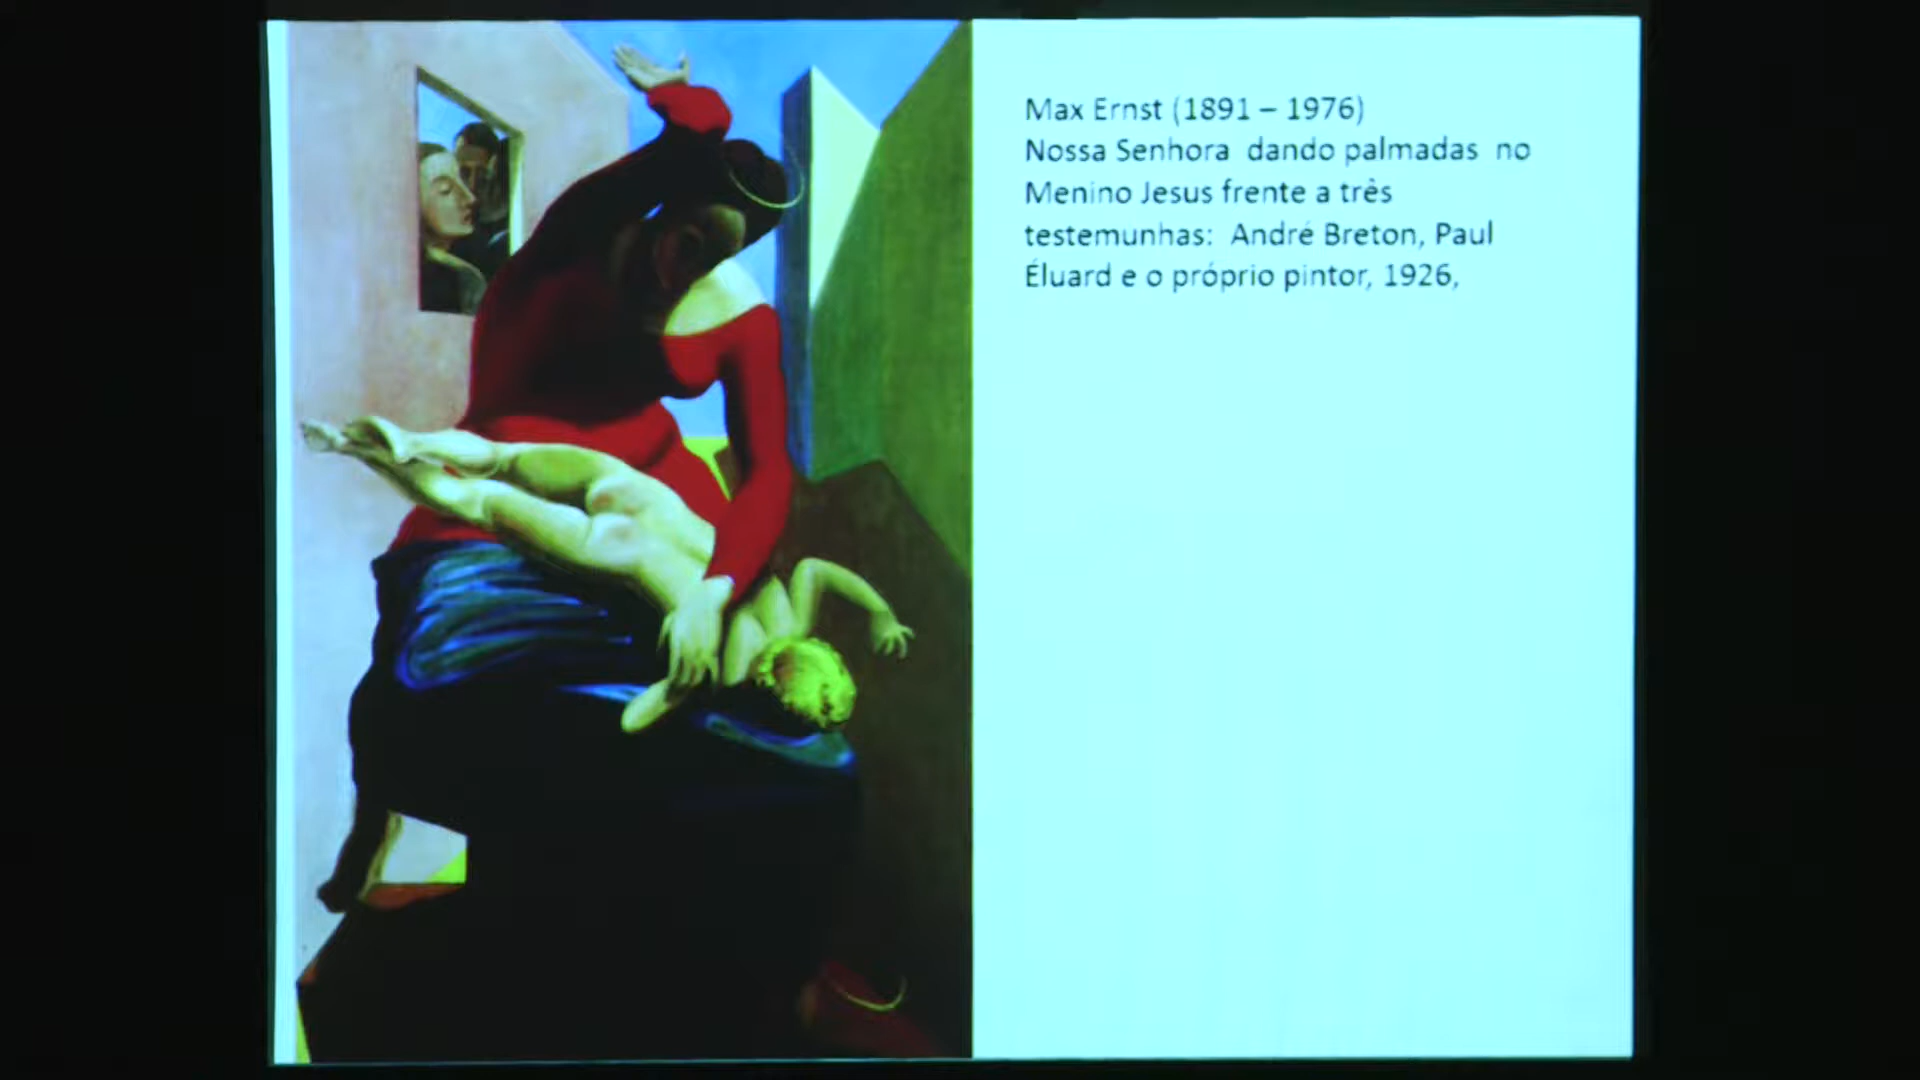 Max Ernst (1891 – 1976)
Nossa Senhora dando palmadas no
Menino Jesus frente a três
testemunhas: André Breton, Paul
Éluard e o próprio pintor, 1926,